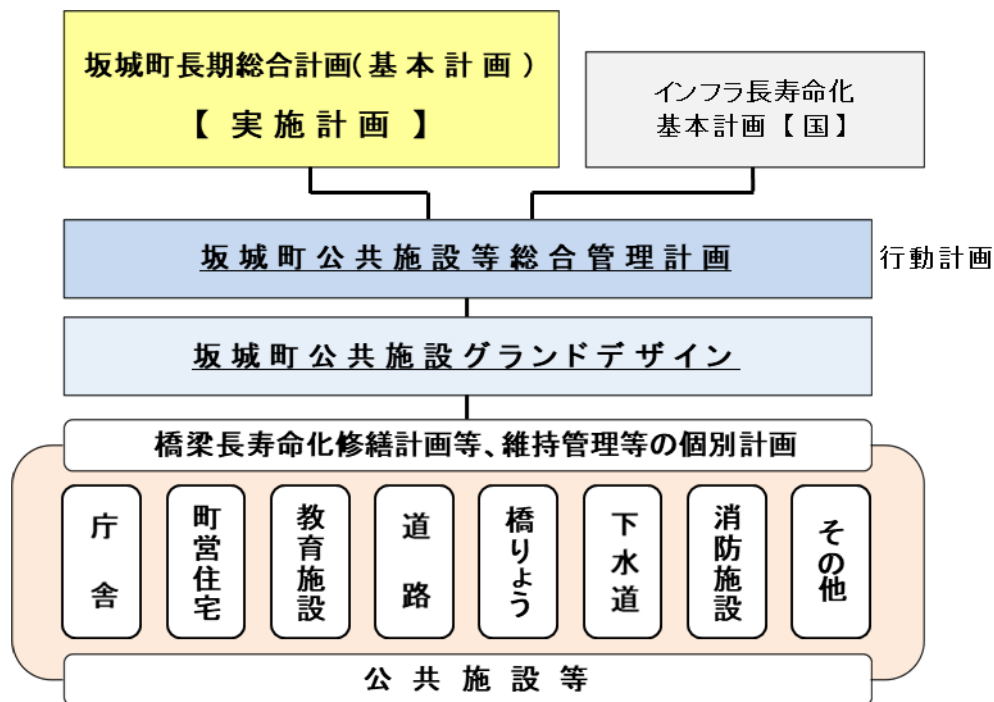 坂城町長期総合計画(基本計画)
【実施計画】
インフラ長寿命化
基本計画【国】
坂城町公共施設等総合管理計画
行動計画
坂城町公共施設グランドデザイン
橋梁長寿命化修繕計画等、維持管理等の個別計画
庁舎
町営住宅
教育施設
道路
橋りょう
下水道
消防施設
その他
公共施設等